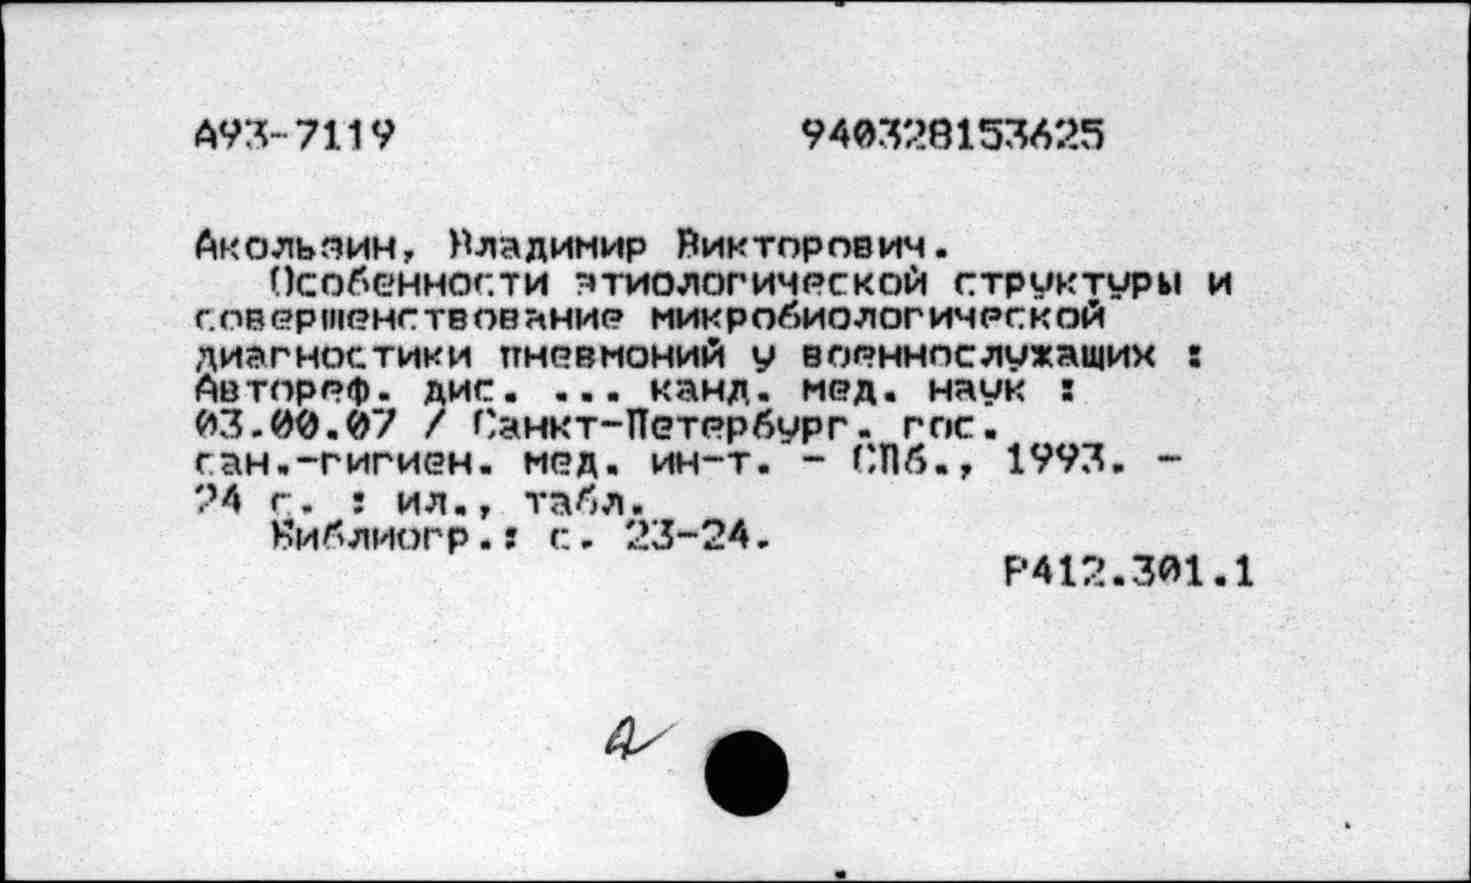 А93-7119 940328153625
Акользин, Владимир Викторович.
Особенности этиологической структуры и
совершенствование микробиологической
диагностики пневмоний у военнослужащих :
Автореф. дис. ... канд. мед. наук :
03.00.07 / Санкт-Петербург. гос.
сан.-гигиен. мед. ин-т. - СПб., 1993. -
24 с. : ил., табл.
Библиогр.: с. 23-24.
Р412.301.1